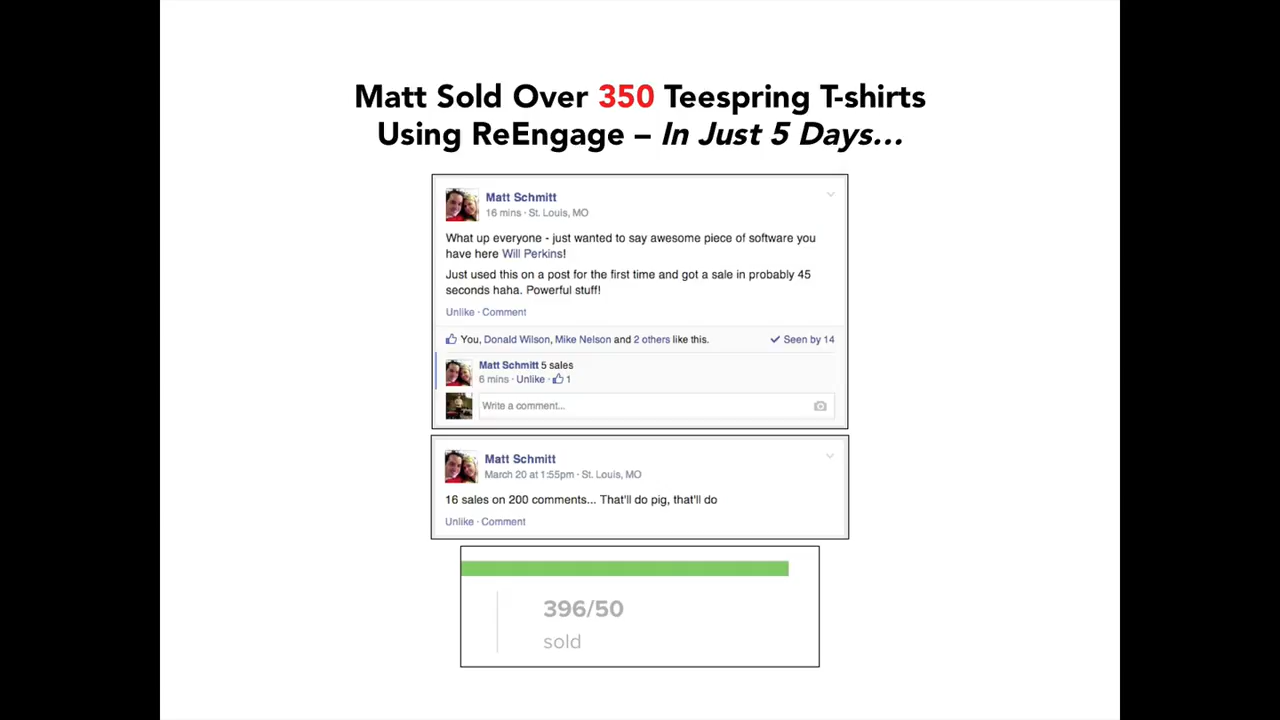 Matt Sold Over 350 Teespring T-shirts
Using ReEngage – In Just 5 Days...
Matt Schmitt
16 mins · St. Louis, MO
What up everyone - just wanted to say awesome piece of software you
have here Will Perkins!
Just used this on a post for the first time and got a sale in probably 45
seconds haha. Powerful stuff!
Unlike · Comment
You, Donald Wilson, Mike Nelson and 2 others like this.
Seen by 14
Matt Schmitt 5 sales
6 mins · Unlike · 1
Write a comment...
Matt Schmitt
March 20 at 1:55pm · St. Louis, MO
16 sales on 200 comments... That'll do pig, that'll do
Unlike · Comment
396/50
sold